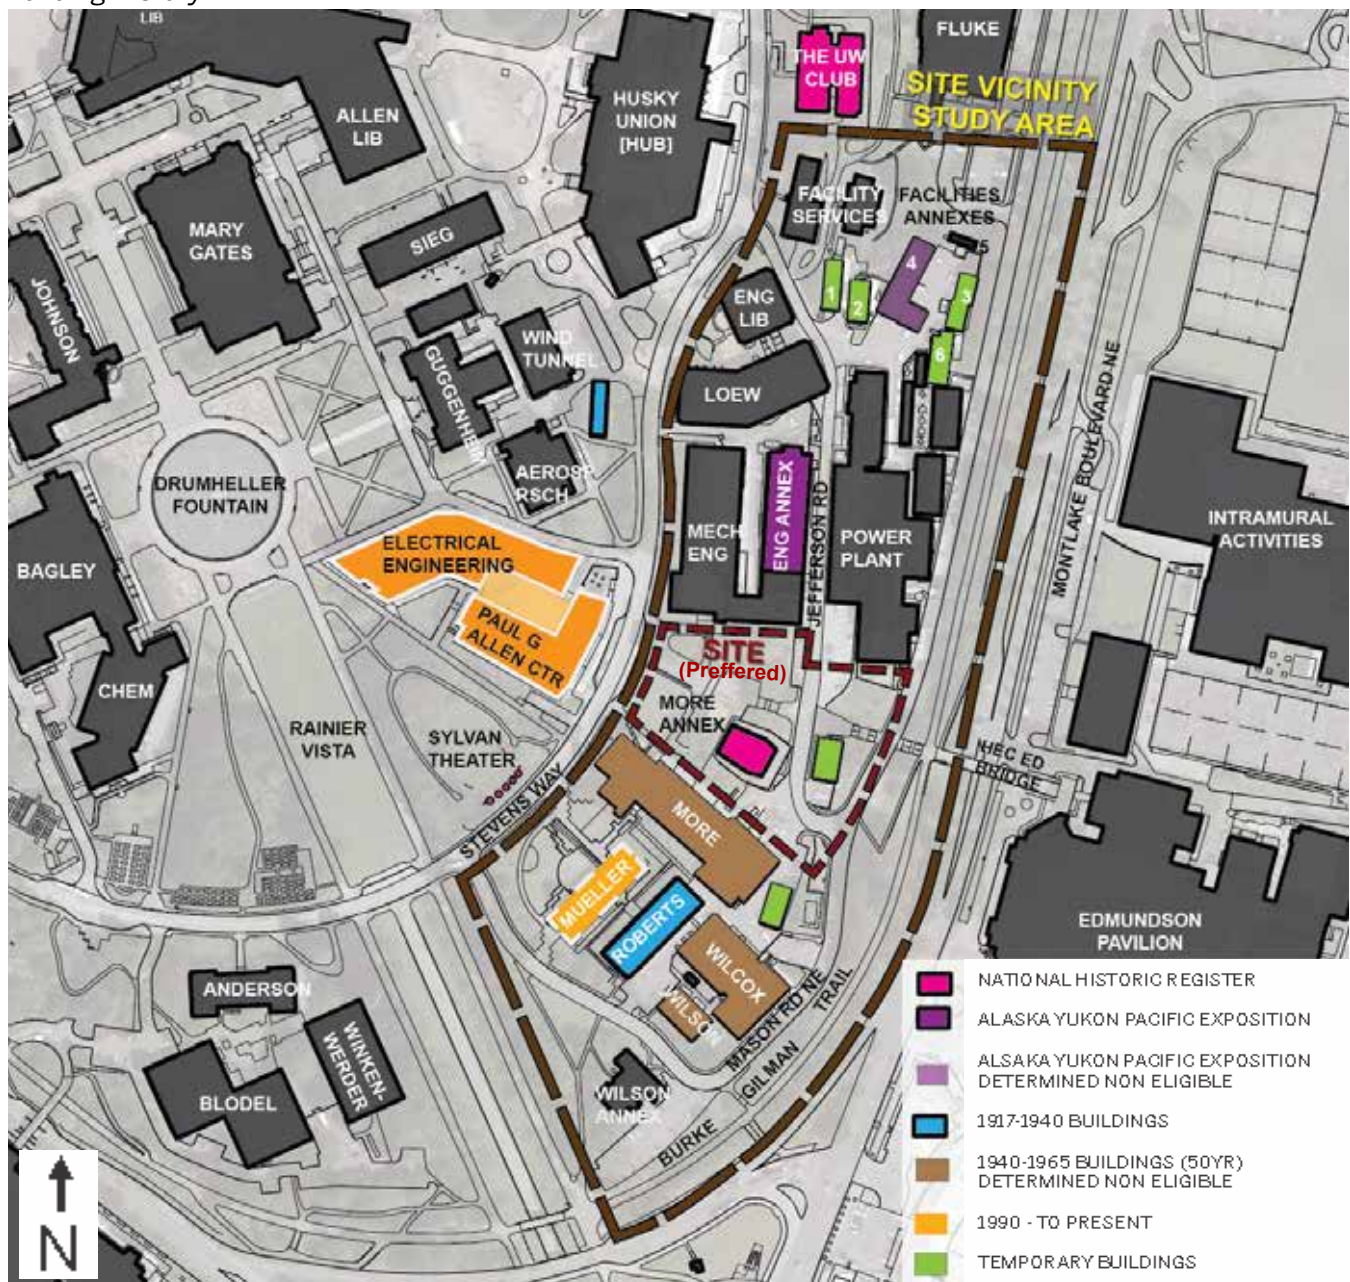 LIB
FLUKE
THE UW
CLUB
SITE VICINITY
STUDY AREA
HUSKY
UNION
[HUB]
ALLEN
LIB
MARY
GATES
SIEG
FACILITY
SERVICES
FACILITIES
ANNEXES
5
4
3
1
2
6
JOHNSON
ENG
LIB
WIND
TUNNEL
GUGGENHEIM
LOEW
AEROSP
RSCH
DRUMHELLER
FOUNTAIN
BAGLEY
ELECTRICAL
ENGINEERING
PAUL G
ALLEN CTR
MECH
ENG
ENG ANNEX
JEFFERSON RD
POWER
PLANT
MONTLAKE BOULEVARD NE
INTRAMURAL
ACTIVITIES
SITE
(Preffered)
MORE
ANNEX
CHEM
RAINIER
VISTA
SYLVAN
THEATER
STEVENS WAY
HEC ED
BRIDGE
MORE
MUELLER
ROBERTS
WILCOX
WILSON
EDMUNDSON
PAVILION
MASON RD NE
BURKE GILMAN TRAIL
WILSON
ANNEX
ANDERSON
WINKEN-
WERDER
BLODEL
N
NATIONAL HISTORIC REGISTER
ALASKA YUKON PACIFIC EXPOSITION
ALSAKA YUKON PACIFIC EXPOSITION
DETERMINED NON ELIGIBLE
1917-1940 BUILDINGS
1940-1965 BUILDINGS (50YR)
DETERMINED NON ELIGIBLE
1990 - TO PRESENT
TEMPORARY BUILDINGS